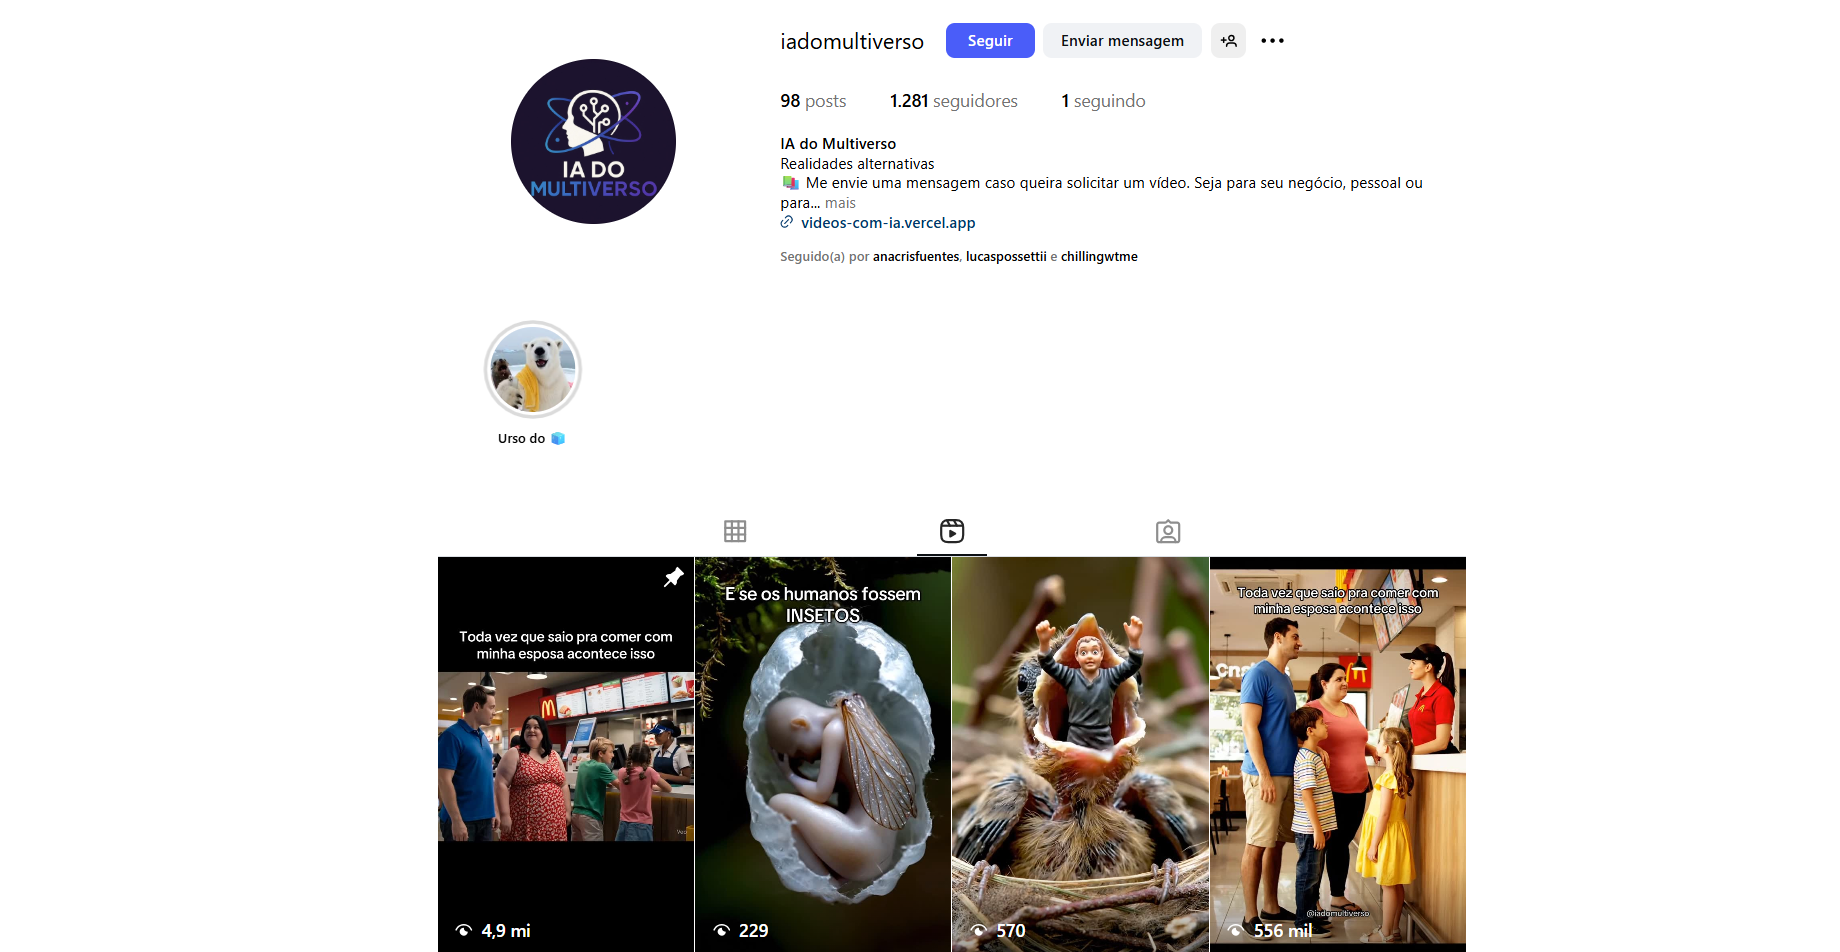 iadomultiverso
Seguir
Enviar mensagem
98 posts
1.281 seguidores
1 seguindo
IA do Multiverso
Realidades alternativas
Me envie uma mensagem caso queira solicitar um vídeo. Seja para seu negócio, pessoal ou
para... mais
videos-com-ia.vercel.app
Seguido(a) por anacrisfuentes, lucaspossettii e chillingwtme
IA DO
MULTIVERSO
Urso do
Toda vez que saio pra comer com
minha esposa acontece isso
Veo
4,9 mi
E se os humanos fossem
INSETOS
229
570
Toda vez que saio pra comer com
minha esposa acontece isso
@iadomultiverso
556 mil